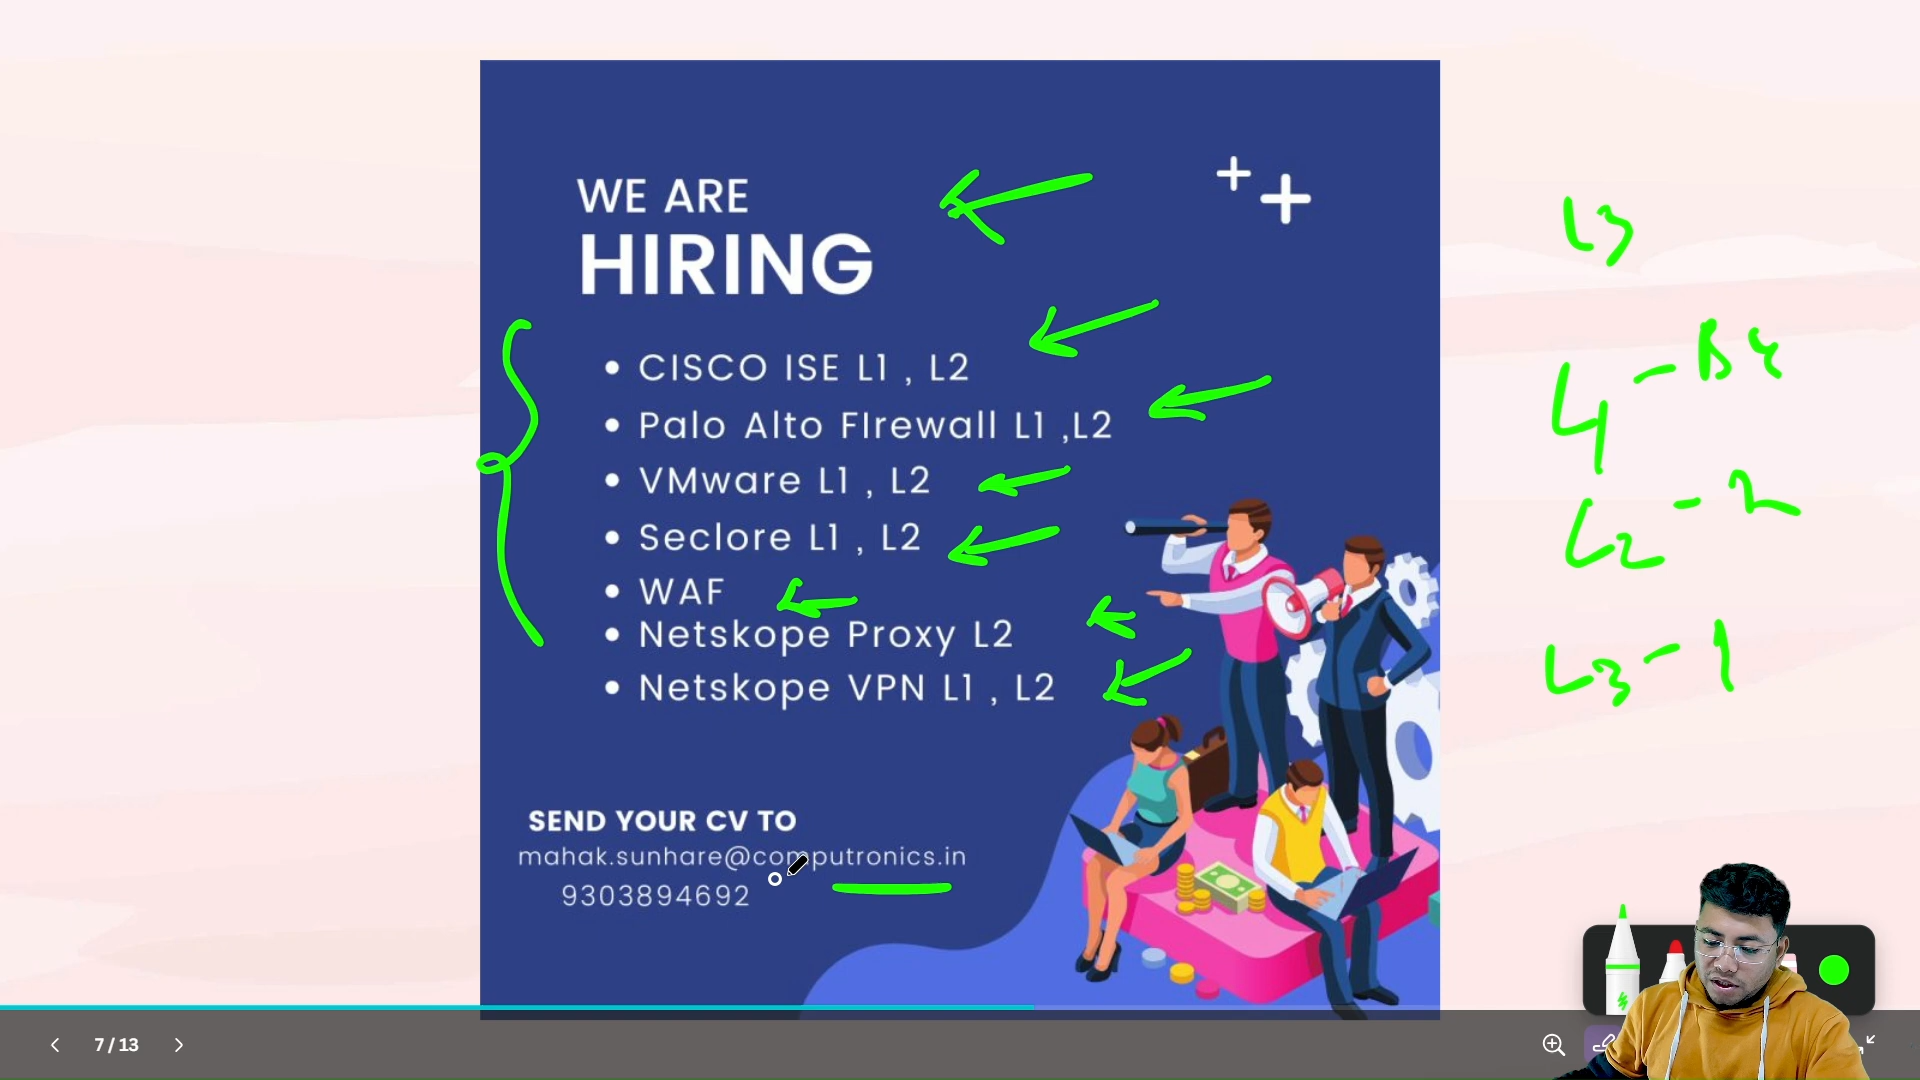 WE ARE
HIRING
CISCO ISE L1 , L2
Palo Alto FIrewall L1 ,L2
VMware L1 , L2
Seclore L1 , L2
WAF
Netskope Proxy L2
Netskope VPN L1 , L2
SEND YOUR CV TO
mahak.sunhare@computronics.in
9303894692
L3
L2 - 2
L3 - 1
7 / 13